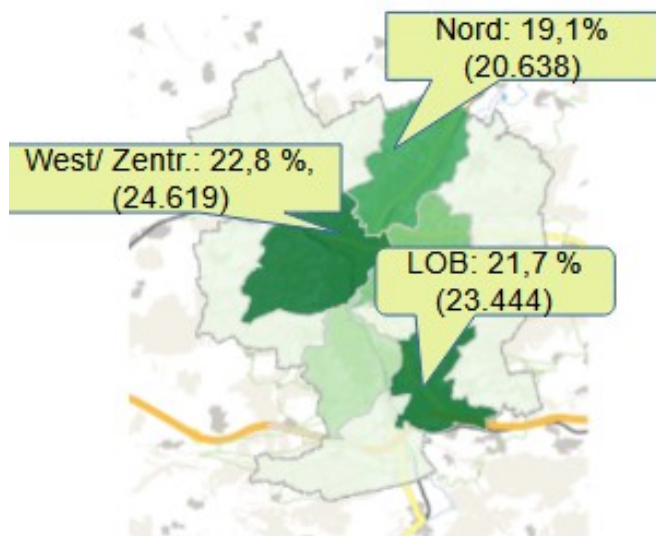 Nord: 19,1%
(20.638)
West/ Zentr.: 22,8 %,
(24.619)
LOB: 21,7 %
(23.444)